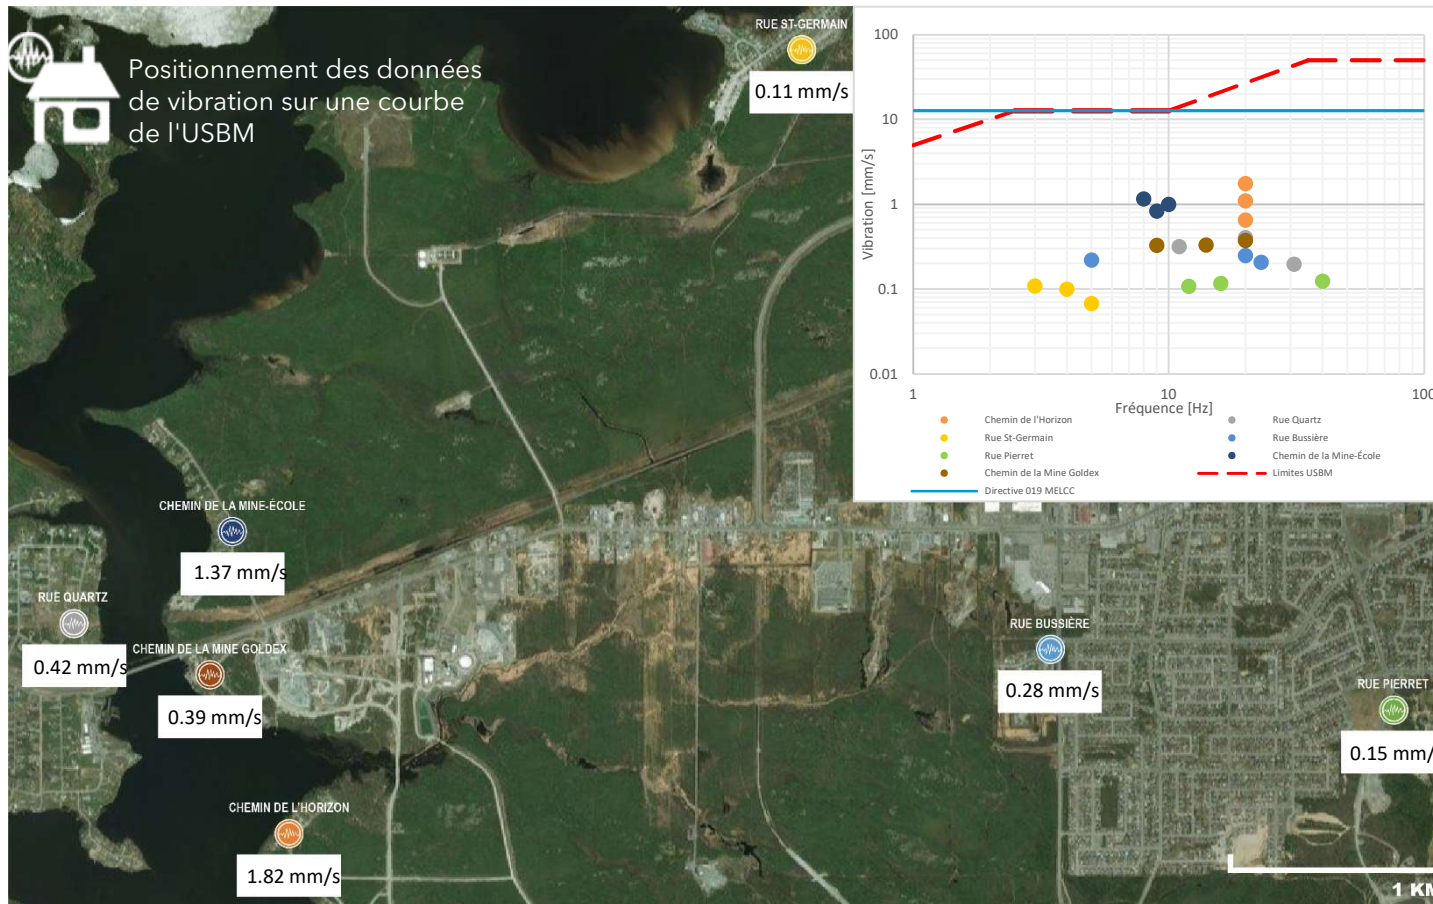 Positionnement des données
de vibration sur une courbe
de l'USBM
RUE ST-GERMAIN
0.11 mm/s
100
10
1
0.1
0.01
Vibration [mm/s]
1
10
100
Fréquence [Hz]
Chemin de l'Horizon
Rue Quartz
Rue St-Germain
Rue Bussière
Rue Pierret
Chemin de la Mine-École
Chemin de la Mine Goldex
Limites USBM
Directive 019 MELCC
CHEMIN DE LA MINE-ÉCOLE
1.37 mm/s
RUE QUARTZ
0.42 mm/s
CHEMIN DE LA MINE GOLDEX
0.39 mm/s
RUE BUSSIÈRE
0.28 mm/s
RUE PIERRET
0.15 mm/
CHEMIN DE L'HORIZON
1.82 mm/s
1 KM